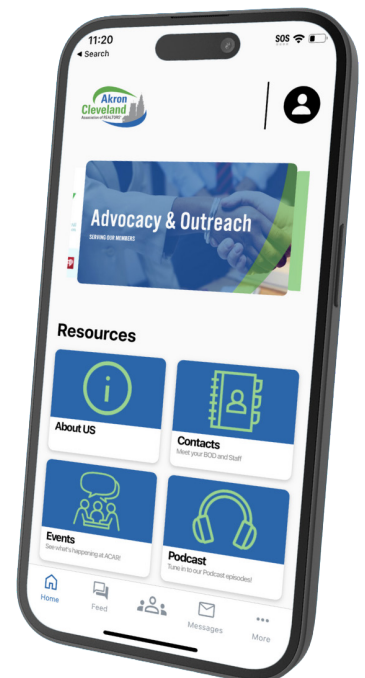 11:20
SOS
◀ Search
Akron
Cleveland
Association of REALTORS®
Advocacy & Outreach
SERVING OUR MEMBERS
Resources
About US
Contacts
Meet your BOD and Staff
Events
See what's happening at ACAR!
Podcast
Tune in to our Podcast episodes!
Home
Feed
Messages
More